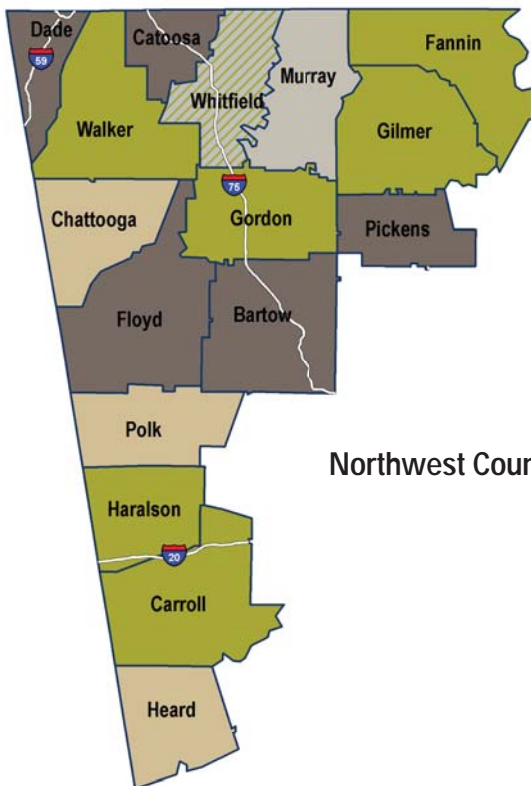 Dade
Catoosa
Fannin
59
Murray
Whitfield
Walker
Gilmer
75
Chattooga
Gordon
Pickens
Floyd
Bartow
Polk
Northwest Coun
Haralson
20
Carroll
Heard